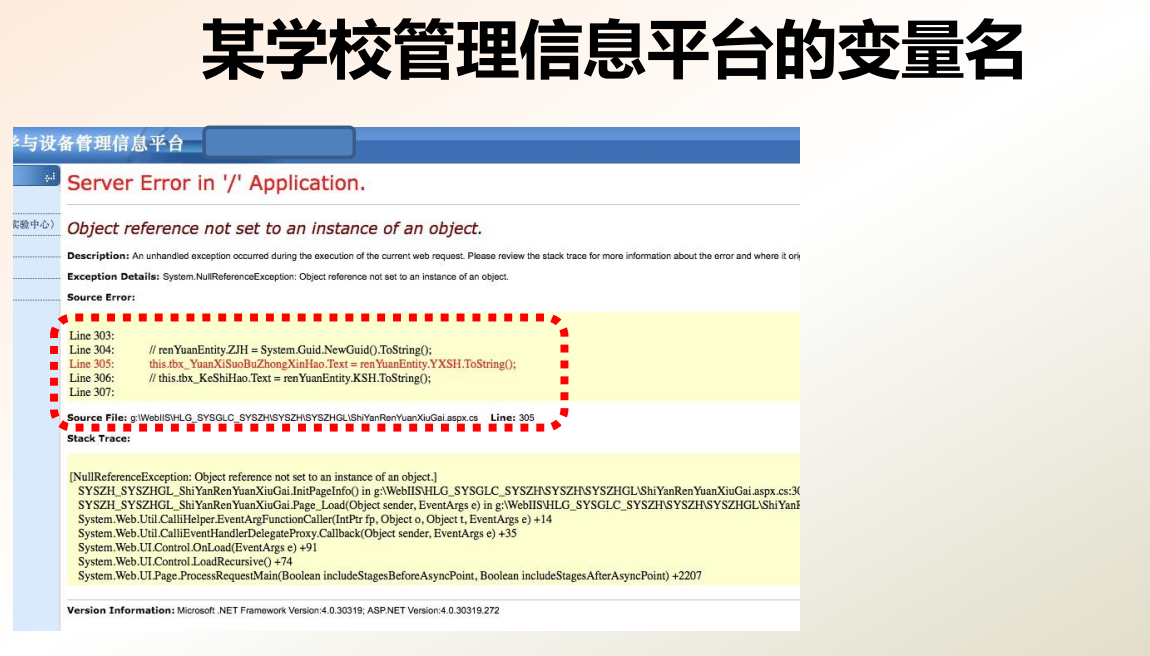 某学校管理信息平台的变量名
学与设备管理信息平台
Server Error in '/' Application.
实验中心）
Object reference not set to an instance of an object.
Description: An unhandled exception occurred during the execution of the current web request. Please review the stack trace for more information about the error and where it
Exception Details: System.NullReferenceException: Object reference not set to an instance of an object.
Source Error:
Line 303:
Line 304: // renYuanEntity.ZJH = System.Guid.NewGuid().ToString();
Line 305: this.tbx_YuanXiSuoBuZhongXinHao.Text = renYuanEntity.YXSH.ToString();
Line 306: // this.tbx_KeShiHao.Text = renYuanEntity.KSH.ToString();
Line 307:
Source File: g:\WebIIS\HLG_SYSGLC_SYSZH\SYSZH\SYSZHGL\ShiYanRenYuanXiuGai.aspx.cs Line: 305
Stack Trace:
[NullReferenceException: Object reference not set to an instance of an object.]
SYSZH_SYSZHGL_ShiYanRenYuanXiuGai.InitPageInfo() in g:\WebIIS\HLG_SYSGLC_SYSZH\SYSZH\SYSZHGL\ShiYanRenYuanXiuGai.aspx.cs:30
SYSZH_SYSZHGL_ShiYanRenYuanXiuGai.Page_Load(Object sender, EventArgs e) in g:\WebIIS\HLG_SYSGLC_SYSZH\SYSZH\SYSZHGL\ShiYanR
System.Web.Util.CalliHelper.EventArgFunctionCaller(IntPtr fp, Object o, Object t, EventArgs e) +14
System.Web.Util.CalliEventHandlerDelegateProxy.Callback(Object sender, EventArgs e) +35
System.Web.UI.Control.OnLoad(EventArgs e) +91
System.Web.UI.Control.LoadRecursive() +74
System.Web.UI.Page.ProcessRequestMain(Boolean includeStagesBeforeAsyncPoint, Boolean includeStagesAfterAsyncPoint) +2207
Version Information: Microsoft .NET Framework Version:4.0.30319; ASP.NET Version:4.0.30319.272